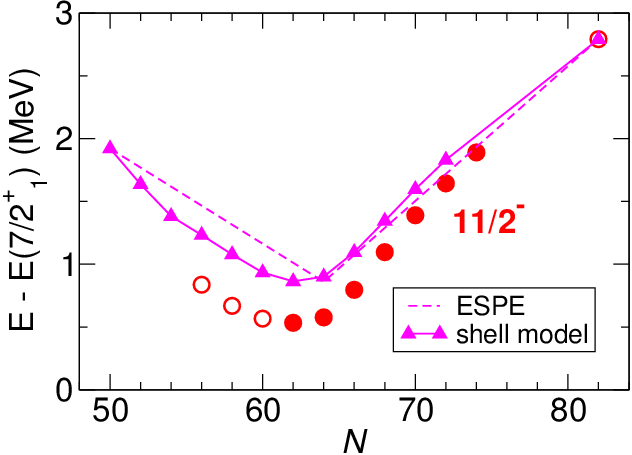 E - E(7/2⁺₁) (MeV)
3
2
1
0
11/2⁻
ESPE
shell model
50
60
70
80
N